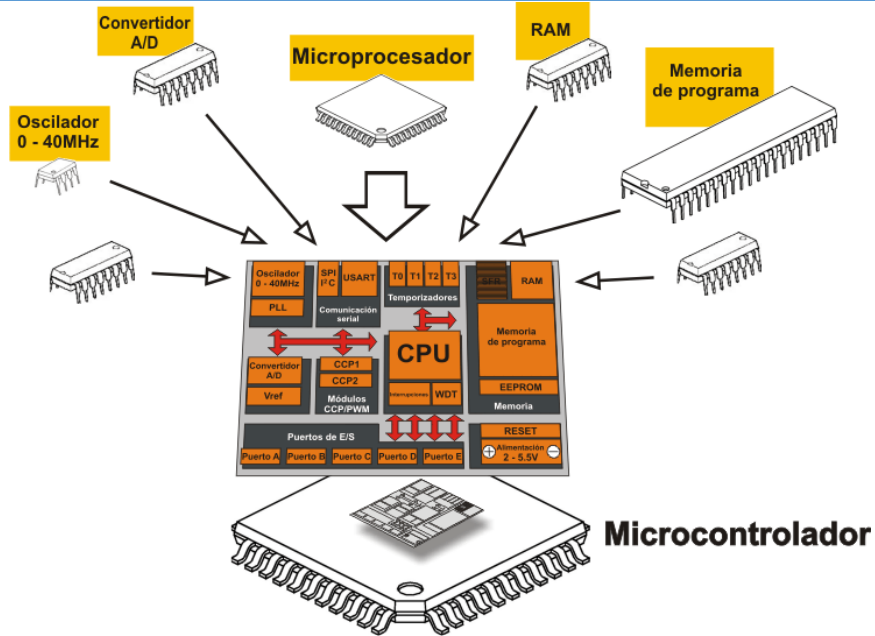 Convertidor
A/D
Microprocesador
RAM
Memoria
de programa
Oscilador
0 - 40MHz
Oscilador
0 - 40MHz
PLL
SPI
I²C
USART
Comunicación
serial
T0
T1
T2
T3
Temporizadores
SFR
RAM
Memoria
de programa
EEPROM
Memoria
Convertidor
A/D
Vref
CCP1
CCP2
Módulos
CCP/PWM
CPU
Interrupciones
WDT
Puertos de E/S
Puerto A
Puerto B
Puerto C
Puerto D
Puerto E
RESET
Alimentación
2 - 5.5V
Microcontrolador